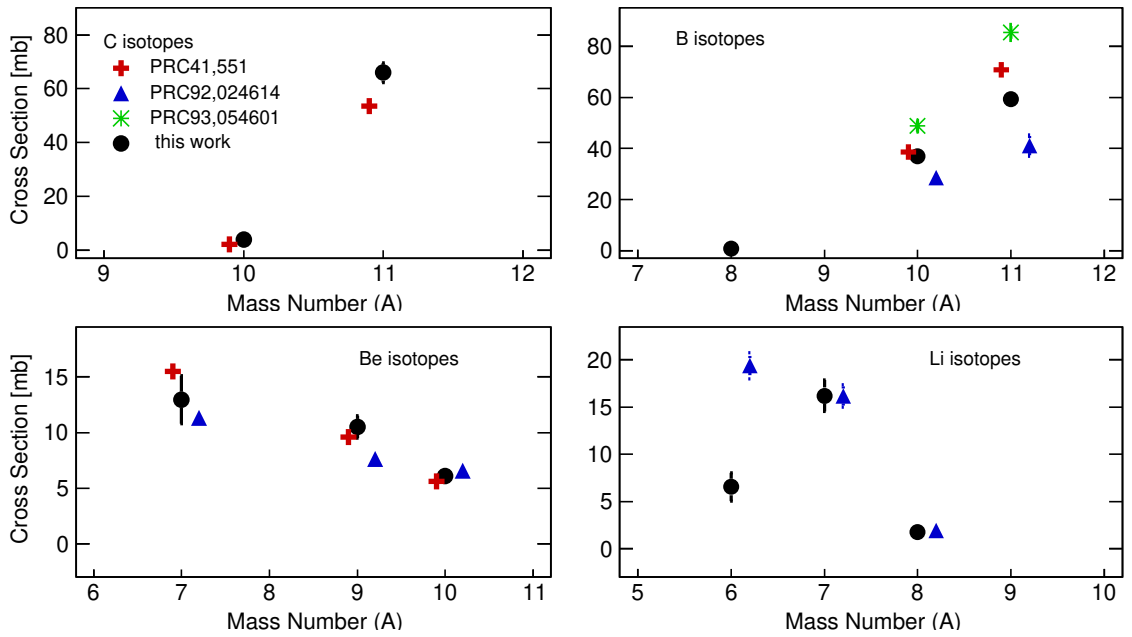 80
60
40
20
0
Cross Section [mb]
C isotopes
PRC41,551
PRC92,024614
PRC93,054601
this work
9 10 11 12
Mass Number (A)
80
60
40
20
0
B isotopes
7 8 9 10 11 12
Mass Number (A)
15
10
5
0
Cross Section [mb]
Be isotopes
6 7 8 9 10 11
Mass Number (A)
20
15
10
5
0
Li isotopes
5 6 7 8 9 10
Mass Number (A)